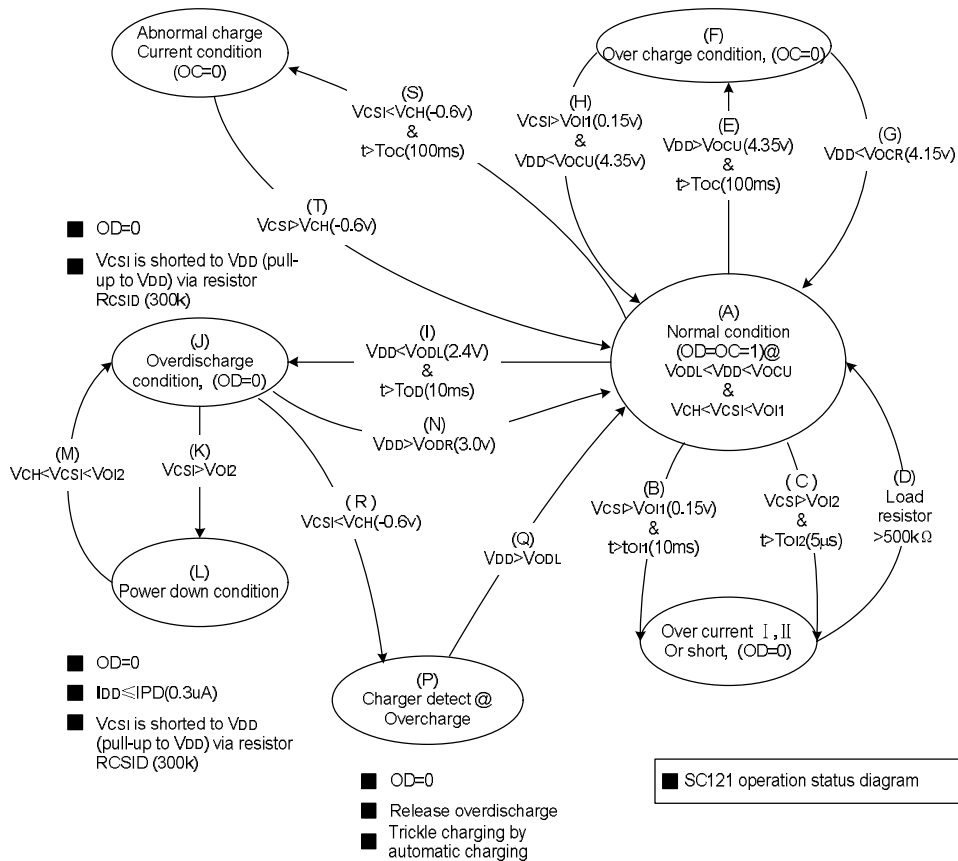 Abnormal charge
Current condition
(OC=0)
(F)
Over charge condition, (OC=0)
(S)
VCSI<VCH(-0.6v)
&
t>TOC(100ms)
(H)
VCSI>VOI1(0.15v)
&
VDD<VOCU(4.35v)
(E)
VDD>VOCU(4.35v)
&
t>TOC(100ms)
(G)
VDD<VOCR(4.15v)
(T)
VCSI>VCH(-0.6v)
■ OD=0
■ VCSI is shorted to VDD (pull-
up to VDD) via resistor
RCSID (300k)
(A)
Normal condition
(OD=OC=1)@
VODL<VDD<VOCU
&
VCH<VCSI<VOI1
(J)
Overdischarge
condition, (OD=0)
(I)
VDD<VODL(2.4V)
&
t>TOD(10ms)
(N)
VDD>VODR(3.0v)
(M)
VCH<VCSI<VOI2
(K)
VCSI>VOI2
(R)
VCSI<VCH(-0.6v)
(Q)
VDD>VODL
(B)
VCSI>VOI1(0.15v)
&
t>tOI1(10ms)
(C)
VCSI>VOI2
&
t>TOI2(5μs)
(D)
Load
resistor
>500kΩ
(L)
Power down condition
Over current Ⅰ,Ⅱ
Or short, (OD=0)
■ OD=0
■ IDD≤IPD(0.3uA)
■ VCSI is shorted to VDD
(pull-up to VDD) via resistor
RCSID (300k)
(P)
Charger detect @
Overcharge
■ OD=0
■ Release overdischarge
■ Trickle charging by
automatic charging
■ SC121 operation status diagram